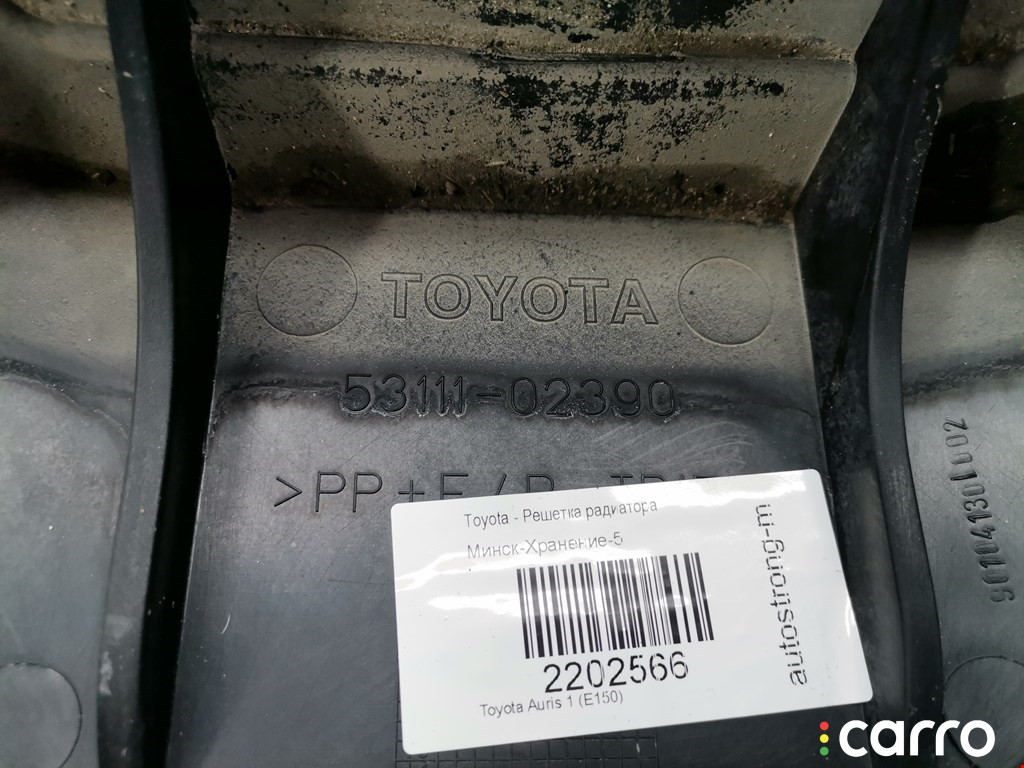 TOYOTA
53111-02390
>PP+E/P
Toyota - Решетка радиатора
Минск-Хранение-5
2202566
Toyota Auris 1 (E150)
autostrong-m
carro